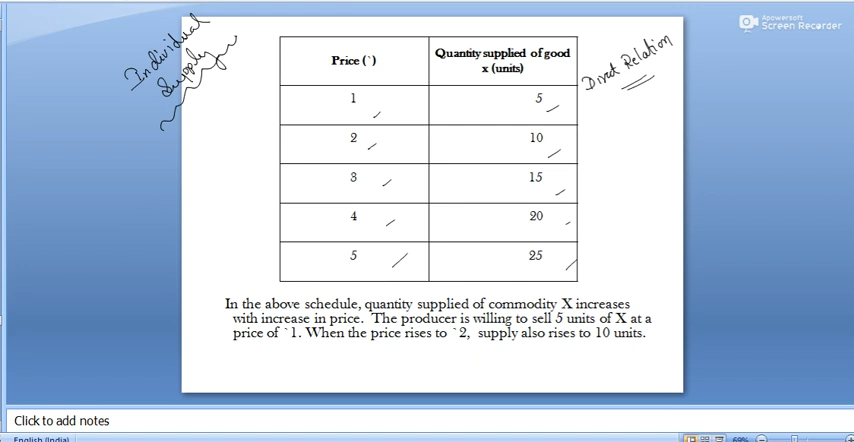 Apowersoft
Screen Recorder
Individual
Supply
Direct Relation
Price (`)
Quantity supplied of good
x (units)
1
5
2
10
3
15
4
20
5
25
In the above schedule, quantity supplied of commodity X increases
with increase in price. The producer is willing to sell 5 units of X at a
price of `1. When the price rises to `2, supply also rises to 10 units.
Click to add notes
English (India)
69%